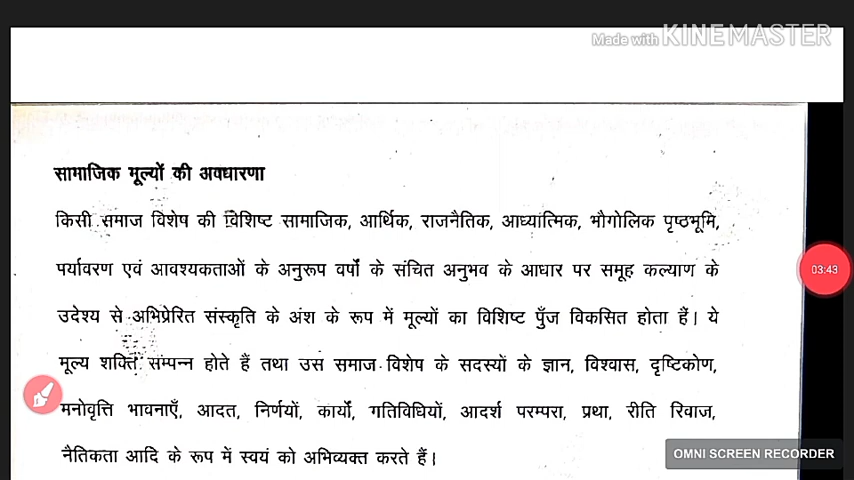 Made with KINEMASTER
सामाजिक मूल्यों की अवधारणा
किसी समाज विशेष की विशिष्ट सामाजिक, आर्थिक, राजनैतिक, आध्यात्मिक, भौगोलिक पृष्ठभूमि,
पर्यावरण एवं आवश्यकताओं के अनुरूप वर्षों के संचित अनुभव के आधार पर समूह कल्याण के
03:43
उदेश्य से अभिप्रेरित संस्कृति के अंश के रूप में मूल्यों का विशिष्ट पुँज विकसित होता हैं। ये
मूल्य शक्ति सम्पन्न होते हैं तथा उस समाज विशेष के सदस्यों के ज्ञान, विश्वास, दृष्टिकोण,
मनोवृत्ति भावनाएँ, आदत, निर्णयों, कार्यों, गतिविधियों, आदर्श परम्परा, प्रथा, रीति रिवाज,
नैतिकता आदि के रूप में स्वयं को अभिव्यक्त करते हैं।
OMNI SCREEN RECORDER